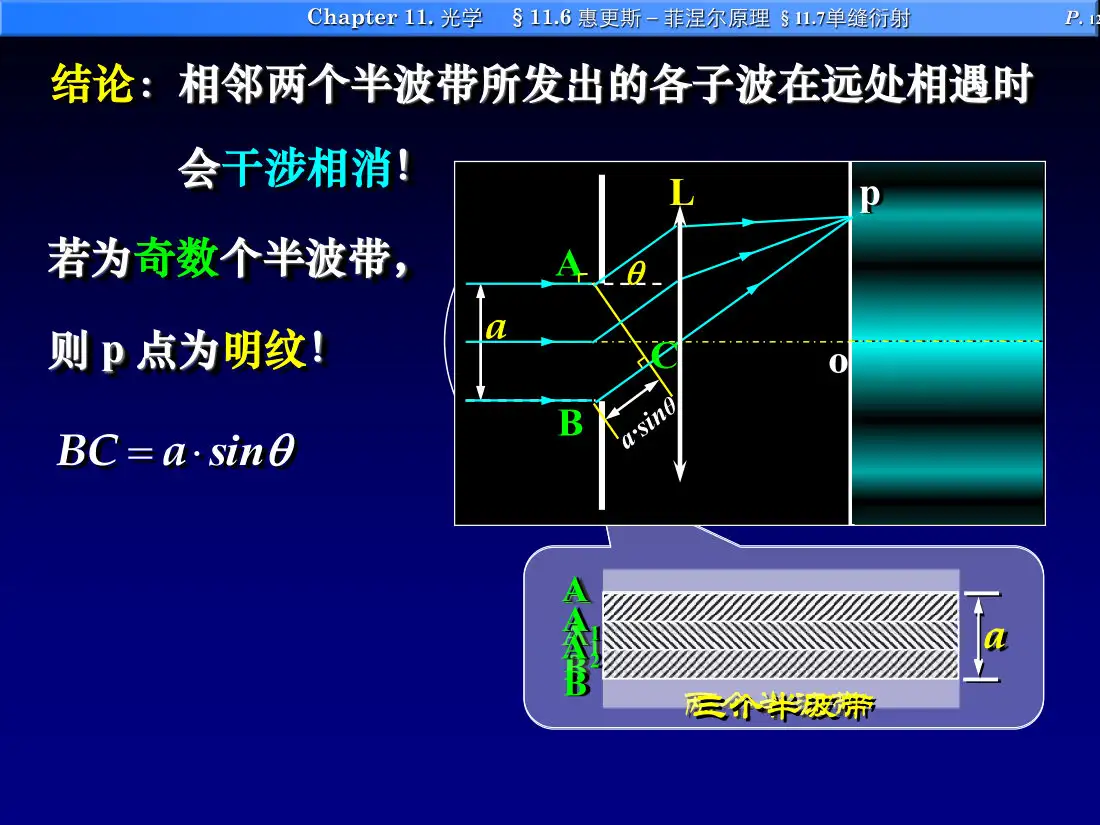 Chapter 11. 光学 §11.6 惠更斯 – 菲涅尔原理 §11.7单缝衍射 P. 12
结论：相邻两个半波带所发出的各子波在远处相遇时
会干涉相消！
若为奇数个半波带，
则 p 点为明纹！
BC = a · sinθ
L
p
A
θ
a
C
o
B
a·sinθ
A
A
A
B
a
三个半波带